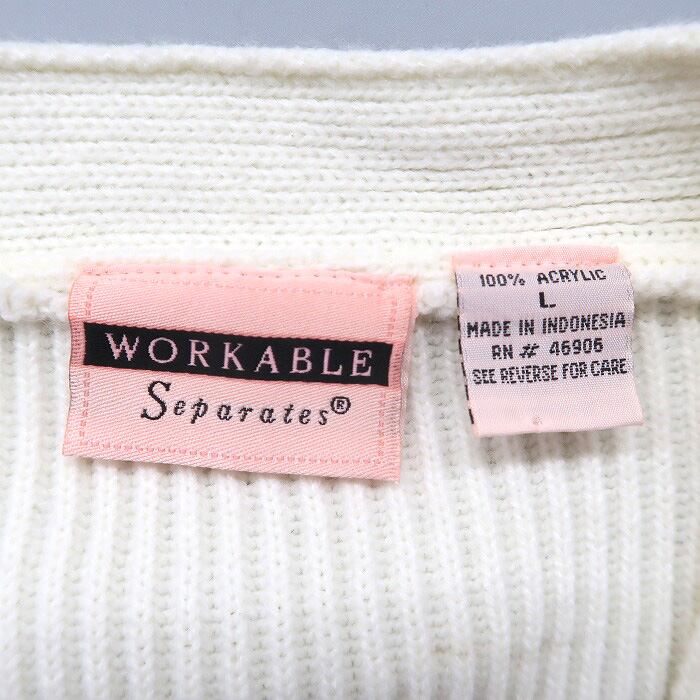 WORKABLE
Separates®
100% ACRYLIC
L
MADE IN INDONESIA
RN # 46906
SEE REVERSE FOR CARE